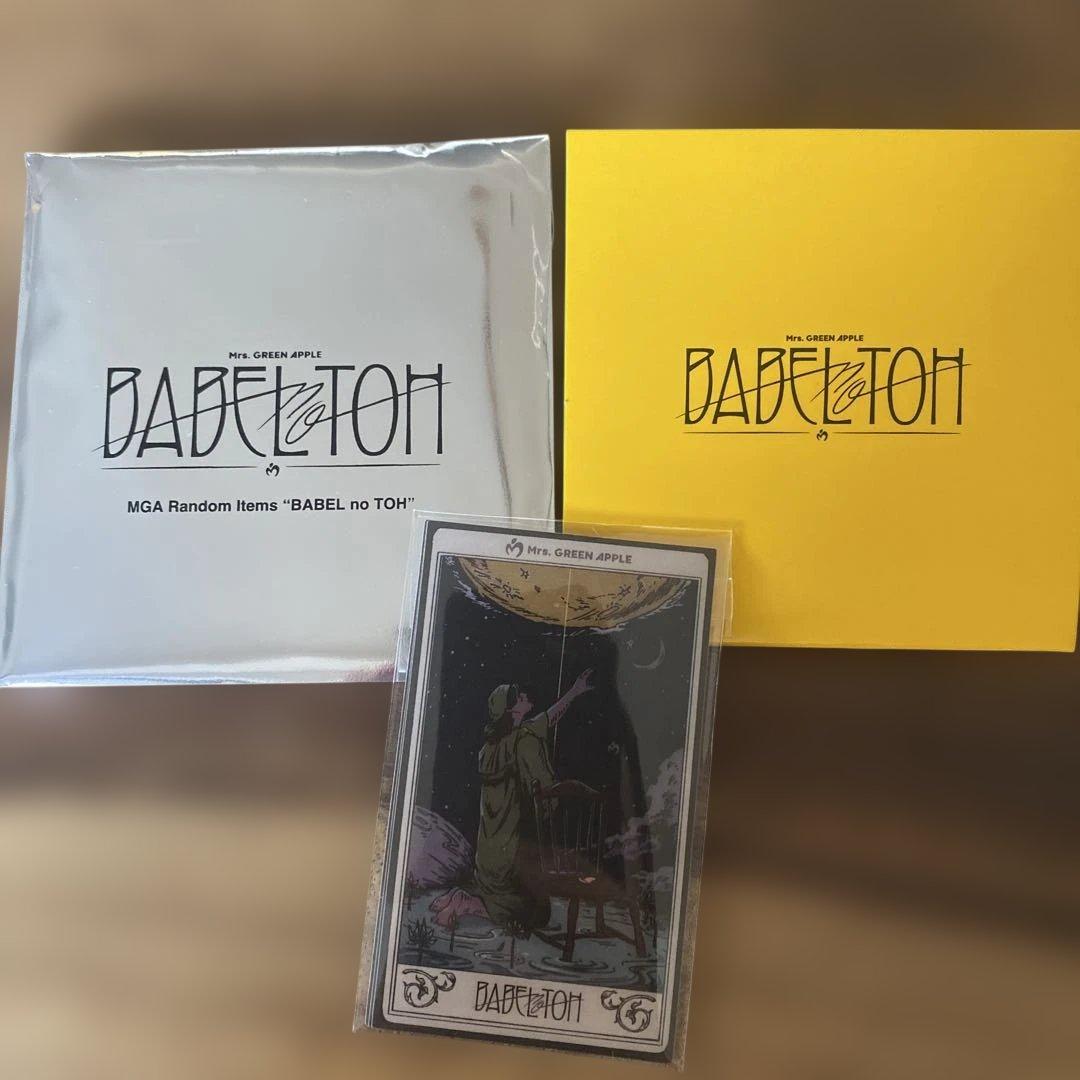 Mrs. GREEN APPLE
BABEL no TOH
MGA Random Items “BABEL no TOH”
Mrs. GREEN APPLE
BABEL no TOH
Mrs. GREEN APPLE
BABEL no TOH